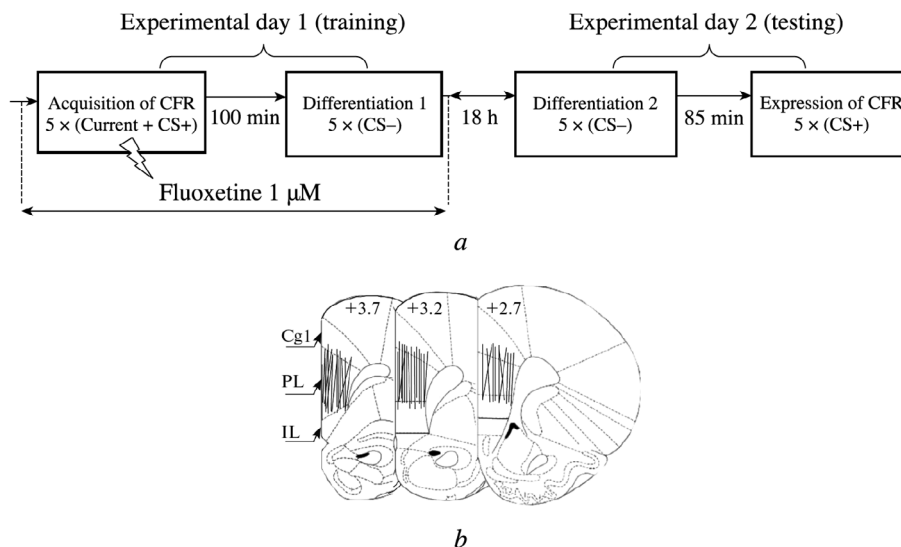 Experimental day 1 (training)
Experimental day 2 (testing)
Acquisition of CFR
5 × (Current + CS+)
100 min
Differentiation 1
5 × (CS–)
18 h
Differentiation 2
5 × (CS–)
85 min
Expression of CFR
5 × (CS+)
Fluoxetine 1 μM
a
+3.7
+3.2
+2.7
Cg1
PL
IL
b